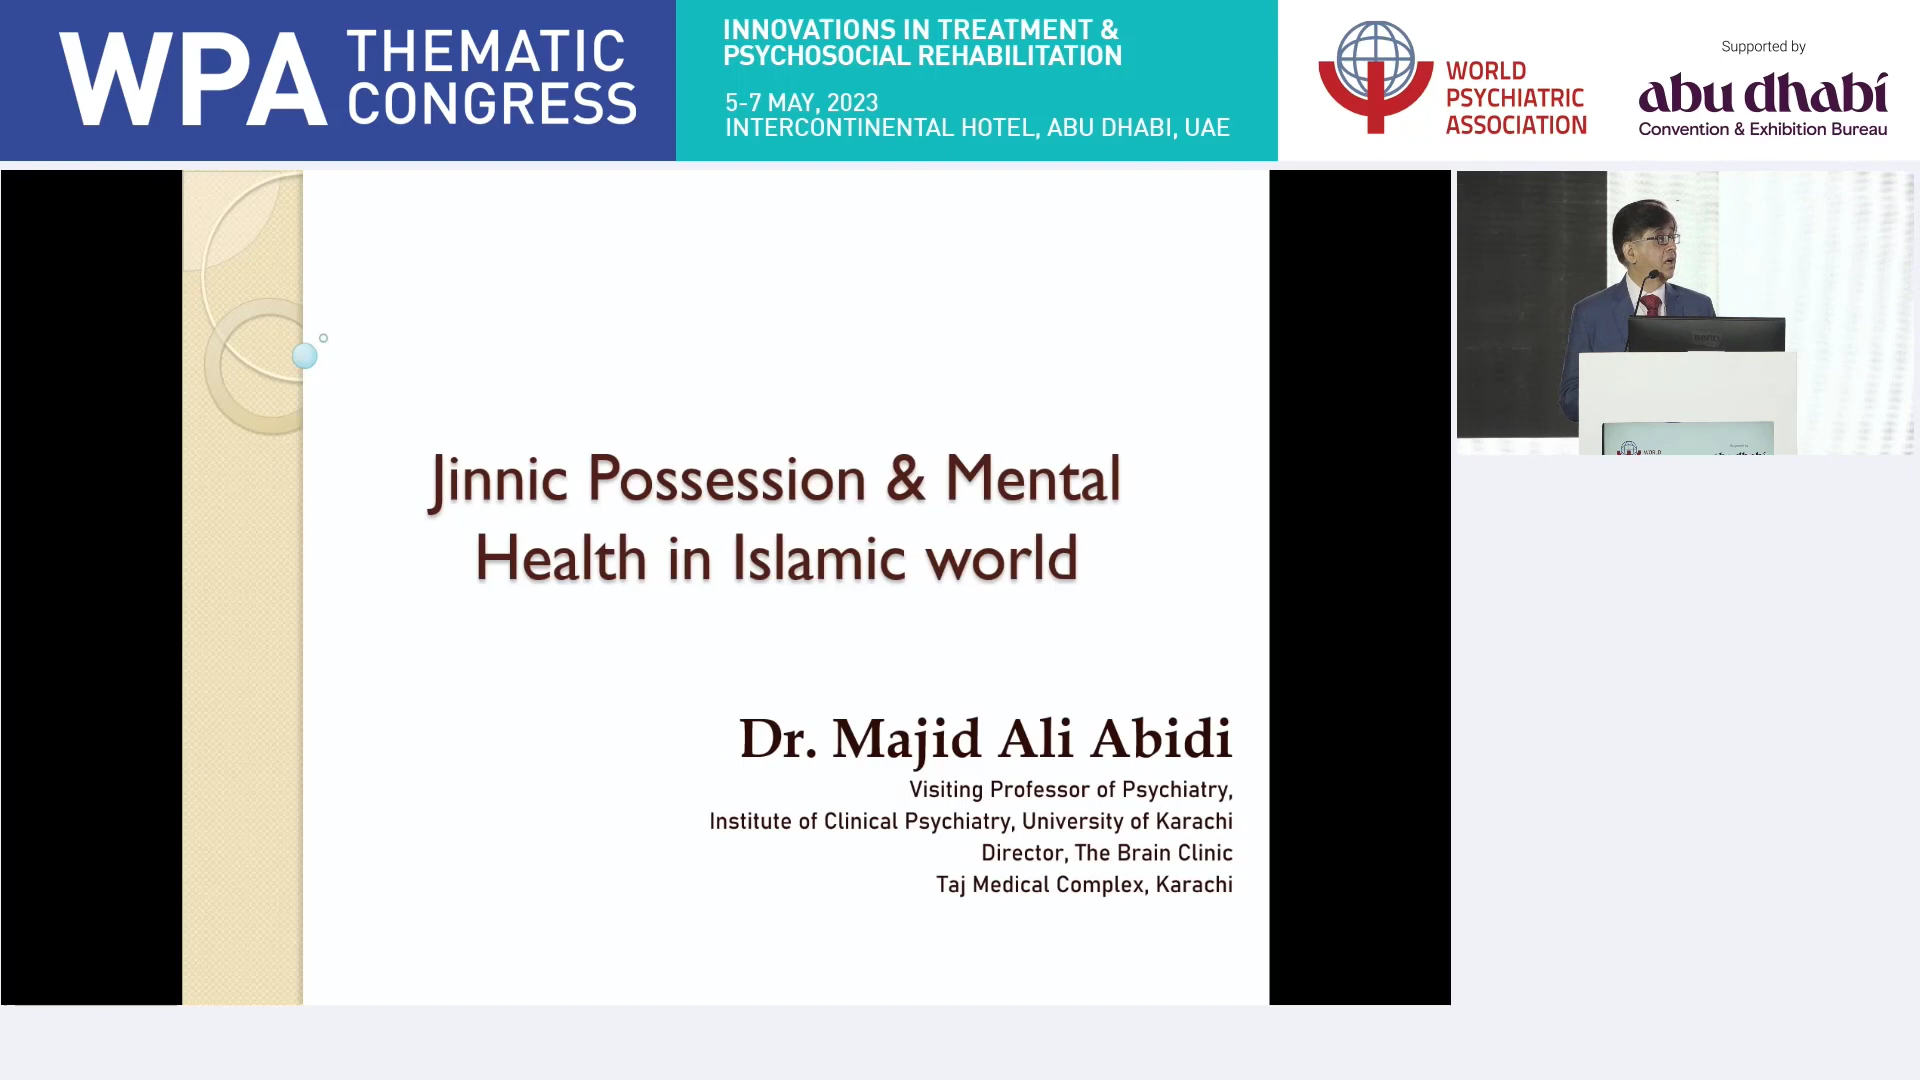 WPA THEMATIC
CONGRESS
INNOVATIONS IN TREATMENT &
PSYCHOSOCIAL REHABILITATION
5-7 MAY, 2023
INTERCONTINENTAL HOTEL, ABU DHABI, UAE
WORLD
PSYCHIATRIC
ASSOCIATION
Supported by
abu dhabi
Convention & Exhibition Bureau
Jinnic Possession & Mental
Health in Islamic world
Dr. Majid Ali Abidi
Visiting Professor of Psychiatry,
Institute of Clinical Psychiatry, University of Karachi
Director, The Brain Clinic
Taj Medical Complex, Karachi
WORLD